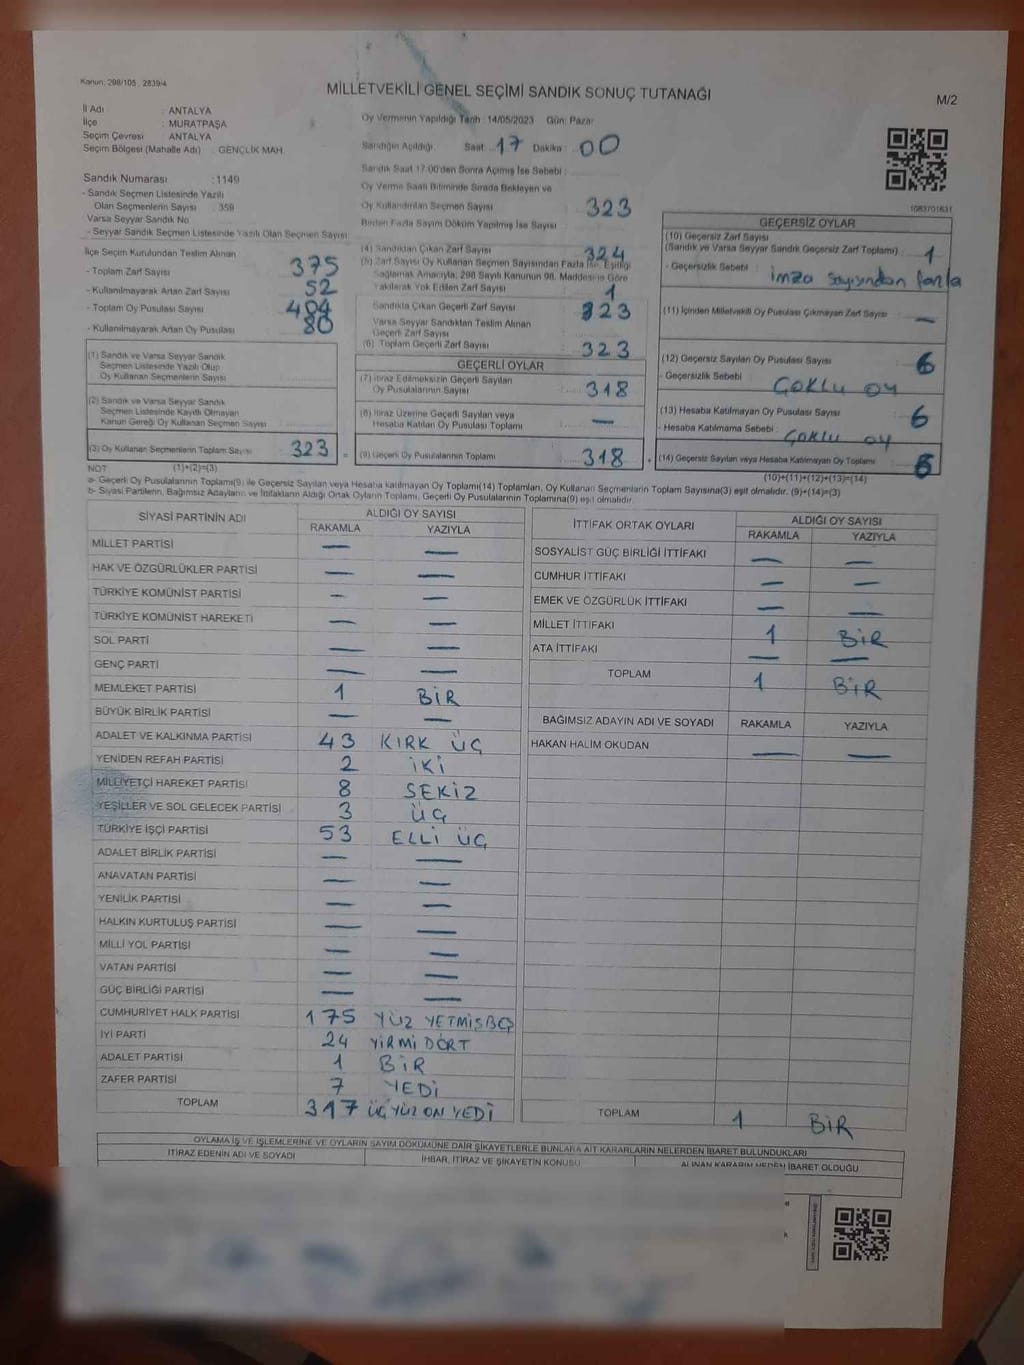 Kanun: 298/105 , 2839/4
MİLLETVEKİLİ GENEL SEÇİMİ SANDIK SONUÇ TUTANAĞI
M/2
İl Adı : ANTALYA
İlçe : MURATPAŞA
Seçim Çevresi : ANTALYA
Seçim Bölgesi (Mahalle Adı) : GENÇLİK MAH.
Sandık Numarası : 1149
- Sandık Seçmen Listesinde Yazılı
Olan Seçmenlerin Sayısı : 359
Varsa Seyyar Sandık No
- Seyyar Sandık Seçmen Listesinde Yazılı Olan Seçmen Sayısı
İlçe Seçim Kurulundan Teslim Alınan
- Toplam Zarf Sayısı 375
- Kullanılmayarak Artan Zarf Sayısı 52
- Toplam Oy Pusulası Sayısı
- Kullanılmayarak Artan Oy Pusulası 80
(1) Sandık ve Varsa Seyyar Sandık
Seçmen Listesinde Yazılı Olup
Oy Kullanan Seçmenlerin Sayısı
(2) Sandık ve Varsa Seyyar Sandık
Seçmen Listesinde Kayıtlı Olmayan
Kanun Gereği Oy Kullanan Seçmen Sayısı :
(3) Oy Kullanan Seçmenlerin Toplam Sayısı 323 =
Oy Vermenin Yapıldığı Tarih : 14/05/2023 Gün: Pazar
Sandığın Açıldığı Saat 17 Dakika : 00
Sandık Saat 17:00'den Sonra Açılmış İse Sebebi :
Oy Verme Saati Bitiminde Sırada Bekleyen ve
Oy Kullandırılan Seçmen Sayısı 323
Birden Fazla Sayım Döküm Yapılmış İse Sayısı
(4) Sandıktan Çıkan Zarf Sayısı 324
(5) Zarf Sayısı Oy Kullanan Seçmen Sayısından Fazla İse, Eşitliği
Sağlamak Amacıyla; 298 Sayılı Kanunun 98. Maddesine Göre
Yakılarak Yok Edilen Zarf Sayısı 1
Sandıkta Çıkan Geçerli Zarf Sayısı 323
Varsa Seyyar Sandıktan Teslim Alınan
Geçerli Zarf Sayısı
(6) Toplam Geçerli Zarf Sayısı 323
GEÇERLİ OYLAR
(7) İtiraz Edilmeksizin Geçerli Sayılan
Oy Pusulalarının Sayısı 318
(8) İtiraz Üzerine Geçerli Sayılan veya
Hesaba Katılan Oy Pusulası Toplamı —
(9) Geçerli Oy Pusulalarının Toplamı 318 +
1083701631
GEÇERSİZ OYLAR
(10) Geçersiz Zarf Sayısı
(Sandık ve Varsa Seyyar Sandık Geçersiz Zarf Toplamı) : 1
- Geçersizlik Sebebi : imza sayısından fazla
(11) İçinden Milletvekili Oy Pusulası Çıkmayan Zarf Sayısı —
(12) Geçersiz Sayılan Oy Pusulası Sayısı 6
- Geçersizlik Sebebi : ÇOKLU OY
(13) Hesaba Katılmayan Oy Pusulası Sayısı 6
- Hesaba Katılmama Sebebi : ÇOKLU OY
(14) Geçersiz Sayılan veya Hesaba Katılmayan Oy Toplamı
NOT: (1)+(2)=(3)
(10)+(11)+(12)+(13)=(14)
a- Geçerli Oy Pusulaları Toplamı(9) ile Geçersiz Sayılan veya Hesaba Katılmayan Oy Toplamı(14) Toplamları, Oy Kullanan Seçmenlerin Toplam Sayısına(3) eşit olmalıdır. (9)+(14)=(3)
b- Siyasi Partilerin, Bağımsız Adayların ve İttifakların Aldığı Ortak Oyların Toplamı, Geçerli Oy Pusulalarının Toplamına(9) eşit olmalıdır.
SİYASİ PARTİNİN ADI ALDIĞI OY SAYISI
RAKAMLA YAZIYLA
MİLLET PARTİSİ — —
HAK VE ÖZGÜRLÜKLER PARTİSİ — —
TÜRKİYE KOMÜNİST PARTİSİ — —
TÜRKİYE KOMÜNİST HAREKETİ — —
SOL PARTİ — —
GENÇ PARTİ — —
MEMLEKET PARTİSİ 1 BİR
BÜYÜK BİRLİK PARTİSİ — —
ADALET VE KALKINMA PARTİSİ 43 KIRK ÜÇ
YENİDEN REFAH PARTİSİ 2 İKİ
MİLLİYETÇİ HAREKET PARTİSİ 8 SEKİZ
YEŞİLLER VE SOL GELECEK PARTİSİ 3 ÜÇ
TÜRKİYE İŞÇİ PARTİSİ 53 ELLİ ÜÇ
ADALET BİRLİK PARTİSİ — —
ANAVATAN PARTİSİ — —
YENİLİK PARTİSİ — —
HALKIN KURTULUŞ PARTİSİ — —
MİLLİ YOL PARTİSİ — —
VATAN PARTİSİ — —
GÜÇ BİRLİĞİ PARTİSİ — —
CUMHURİYET HALK PARTİSİ 175 YÜZ YETMİŞBEŞ
İYİ PARTİ 24 YİRMİ DÖRT
ADALET PARTİSİ 1 BİR
ZAFER PARTİSİ 7 YEDİ
TOPLAM 317 ÜÇYÜZ ON YEDİ
İTTİFAK ORTAK OYLARI ALDIĞI OY SAYISI
RAKAMLA YAZIYLA
SOSYALİST GÜÇ BİRLİĞİ İTTİFAKI — —
CUMHUR İTTİFAKI — —
EMEK VE ÖZGÜRLÜK İTTİFAKI — —
MİLLET İTTİFAKI 1 BİR
ATA İTTİFAKI — —
TOPLAM 1 BİR
BAĞIMSIZ ADAYIN ADI VE SOYADI RAKAMLA YAZIYLA
HAKAN HALİM OKUDAN — —
TOPLAM 1 BİR
OYLAMA İŞ VE İŞLEMLERİNE VE OYLARIN SAYIM DÖKÜMÜNE DAİR ŞİKAYETLERLE BUNLARA AİT KARARLARIN NELERDEN İBARET BULUNDUKLARI
İTİRAZ EDENİN ADI VE SOYADI İHBAR, İTİRAZ VE ŞİKAYETİN KONUSU ALINAN KARARIN NEDEN İBARET OLDUĞU